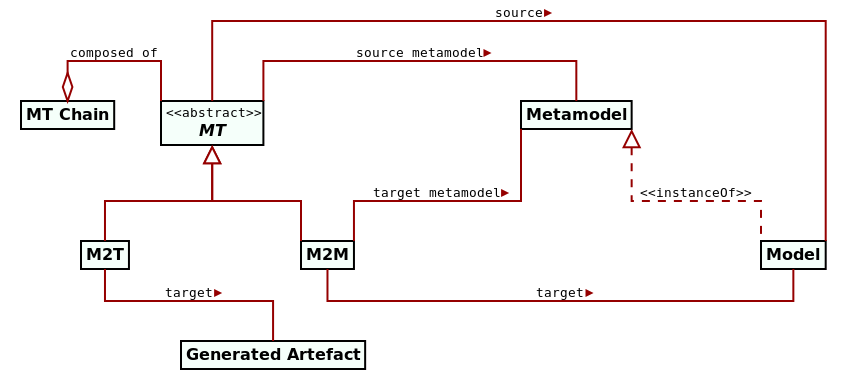 source
composed of
source metamodel
MT Chain
<<abstract>>
MT
Metamodel
target metamodel
<<instanceOf>>
M2T
M2M
Model
target
target
Generated Artefact